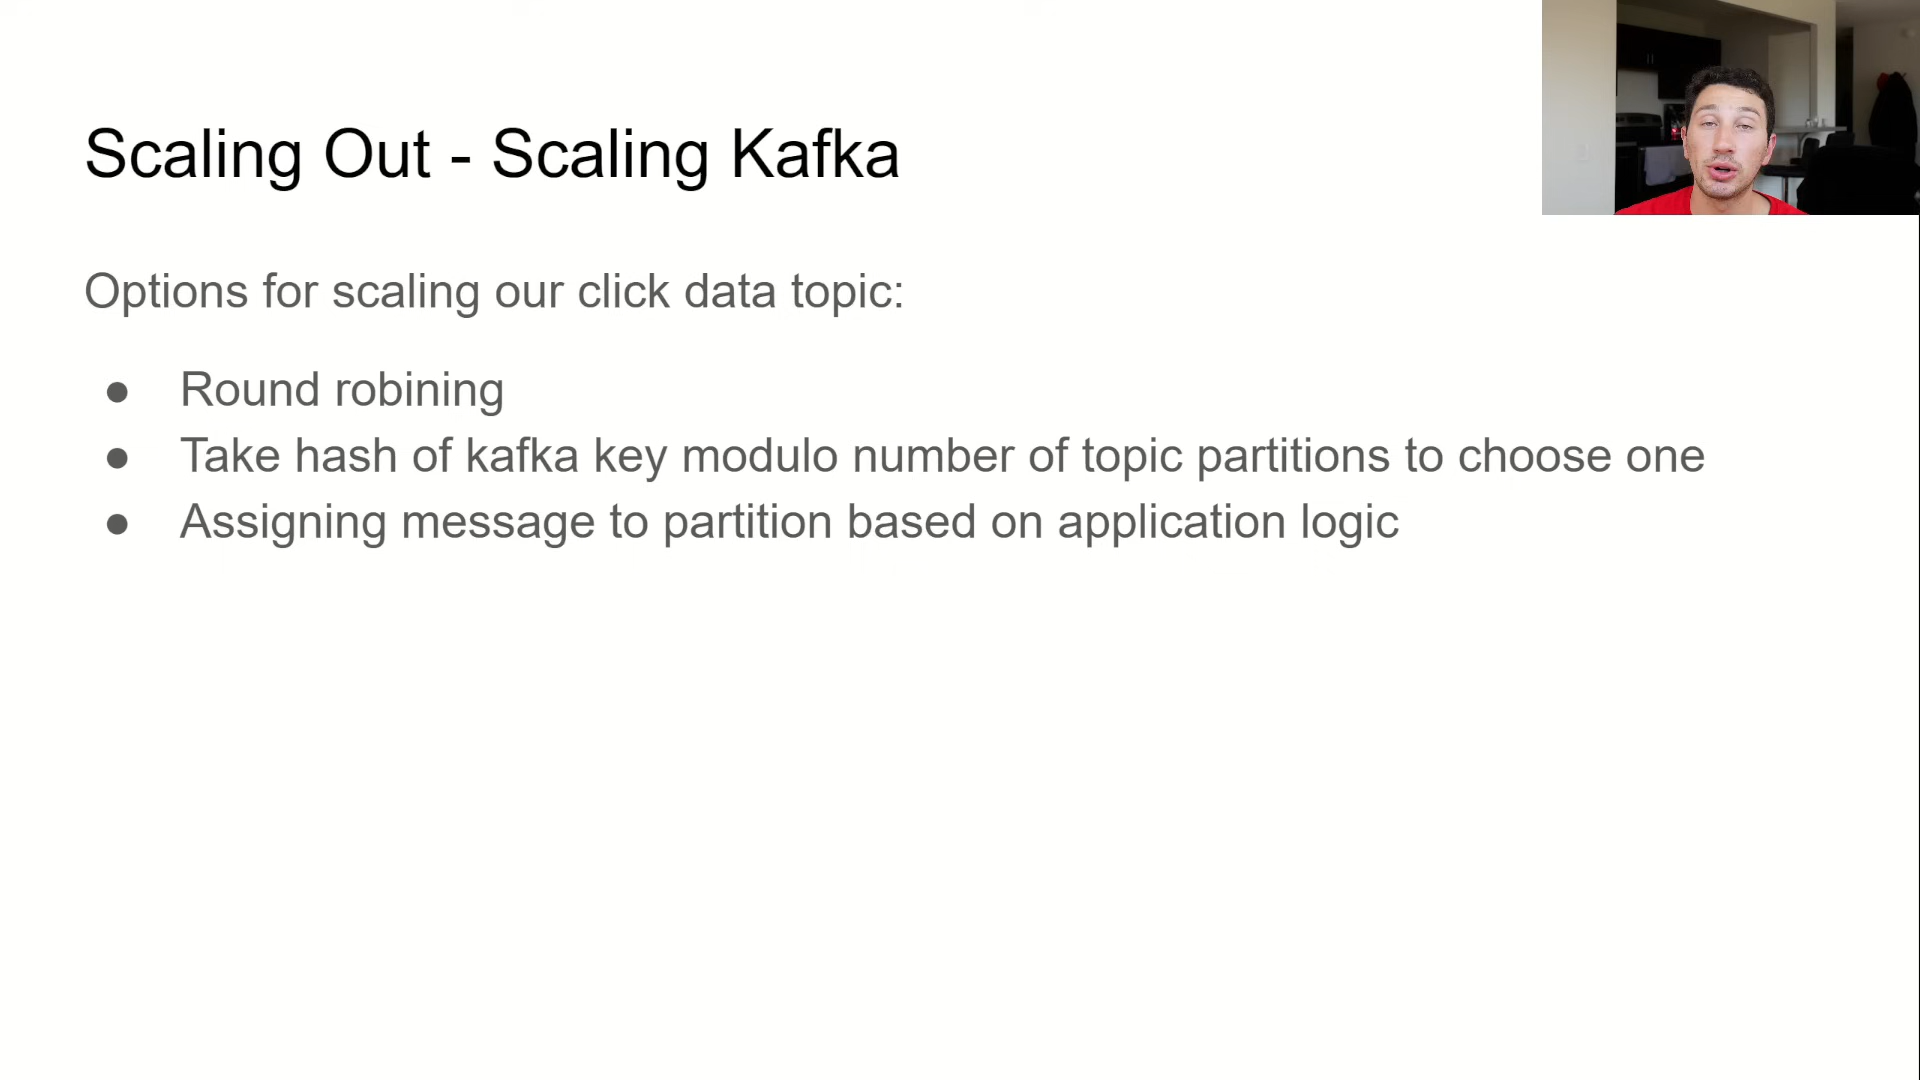 Scaling Out - Scaling Kafka
Options for scaling our click data topic:
● Round robining
● Take hash of kafka key modulo number of topic partitions to choose one
● Assigning message to partition based on application logic